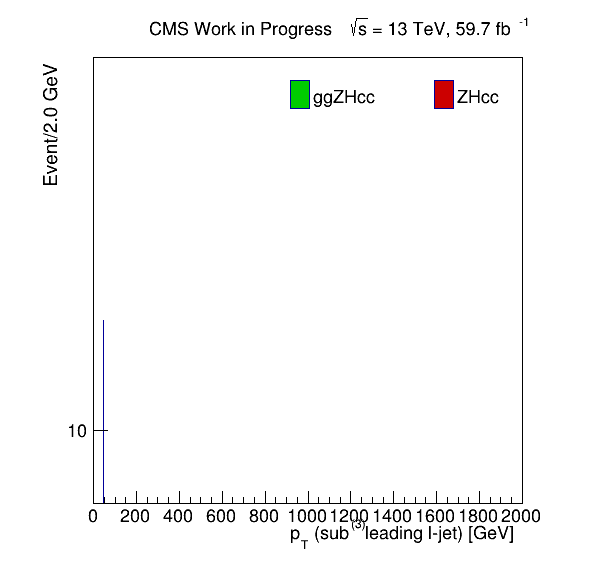 CMS Work in Progress √s = 13 TeV, 59.7 fb⁻¹
Event/2.0 GeV
ggZHcc ZHcc
10
0 200 400 600 800 1000 1200 1400 1600 1800 2000
p_T (sub⁽³⁾leading l-jet) [GeV]